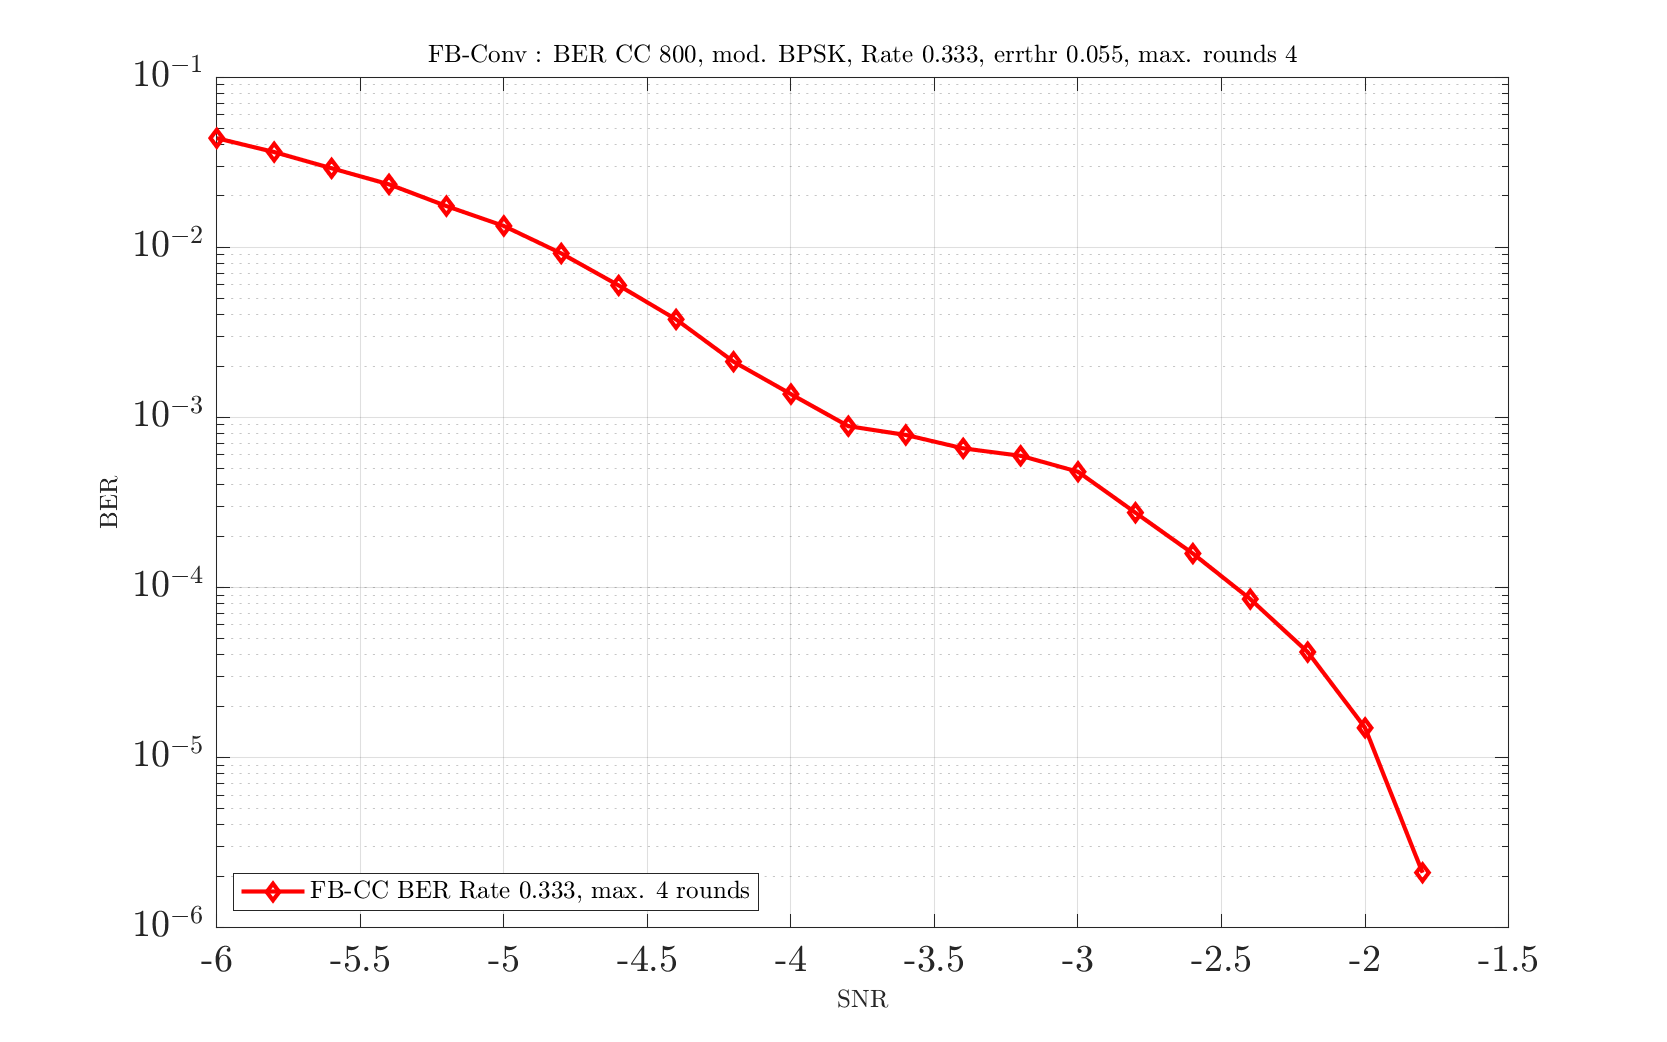 FB-Conv : BER CC 800, mod. BPSK, Rate 0.333, errthr 0.055, max. rounds 4
10^{-1}
10^{-2}
10^{-3}
10^{-4}
10^{-5}
10^{-6}
BER
FB-CC BER Rate 0.333, max. 4 rounds
-6 -5.5 -5 -4.5 -4 -3.5 -3 -2.5 -2 -1.5
SNR